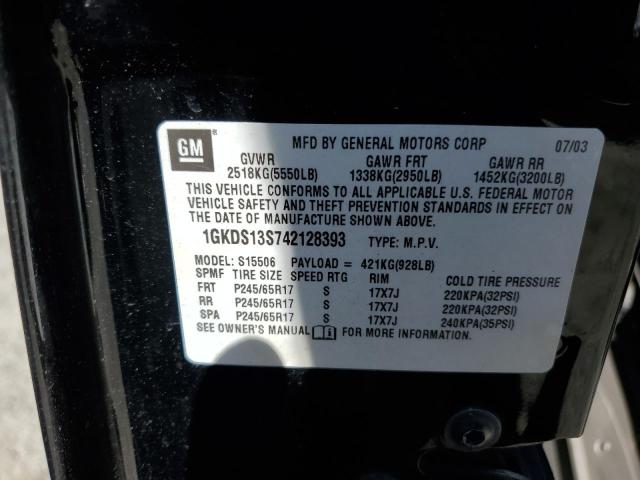 GM ® MFD BY GENERAL MOTORS CORP 07/03
GVWR GAWR FRT GAWR RR
2518KG(5550LB) 1338KG(2950LB) 1452KG(3200LB)
THIS VEHICLE CONFORMS TO ALL APPLICABLE U.S. FEDERAL MOTOR
VEHICLE SAFETY AND THEFT PREVENTION STANDARDS IN EFFECT ON
THE DATE OF MANUFACTURE SHOWN ABOVE.
1GKDS13S742128393 TYPE: M.P.V.
MODEL: S15506 PAYLOAD = 421KG(928LB)
SPMF TIRE SIZE SPEED RTG RIM COLD TIRE PRESSURE
FRT P245/65R17 S 17X7J 220KPA(32PSI)
RR P245/65R17 S 17X7J 220KPA(32PSI)
SPA P245/65R17 S 17X7J 240KPA(35PSI)
SEE OWNER'S MANUAL FOR MORE INFORMATION.